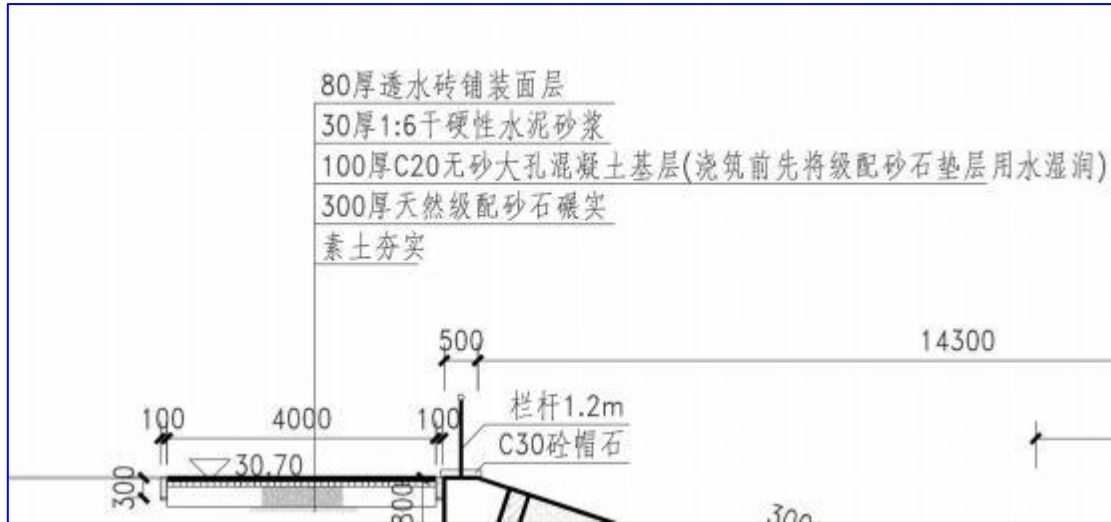 80厚透水砖铺装面层
30厚1:6干硬性水泥砂浆
100厚C20无砂大孔混凝土基层(浇筑前先将级配砂石垫层用水湿润)
300厚天然级配砂石碾实
素土夯实
500
14300
100
4000
100
栏杆1.2m
C30砼帽石
30.70
300
800
300